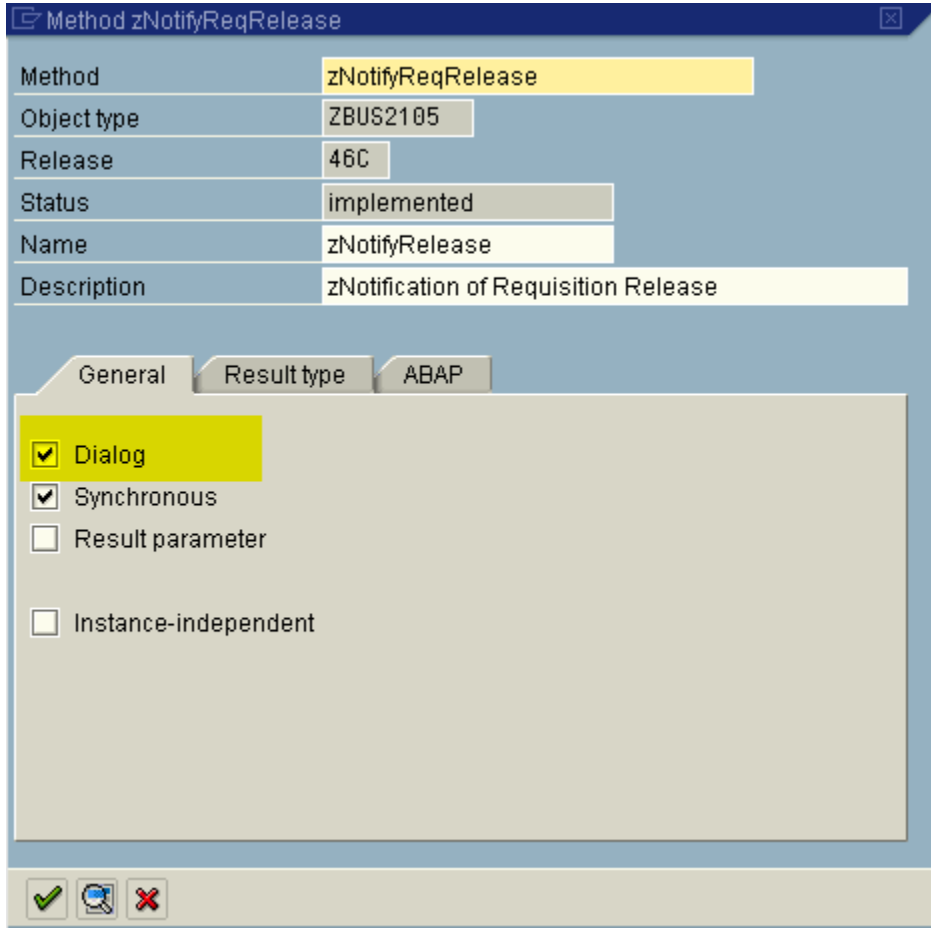 Method zNotifyReqRelease
Method zNotifyReqRelease
Object type ZBUS2105
Release 46C
Status implemented
Name zNotifyRelease
Description zNotification of Requisition Release
General Result type ABAP
Dialog
Synchronous
Result parameter
Instance-independent